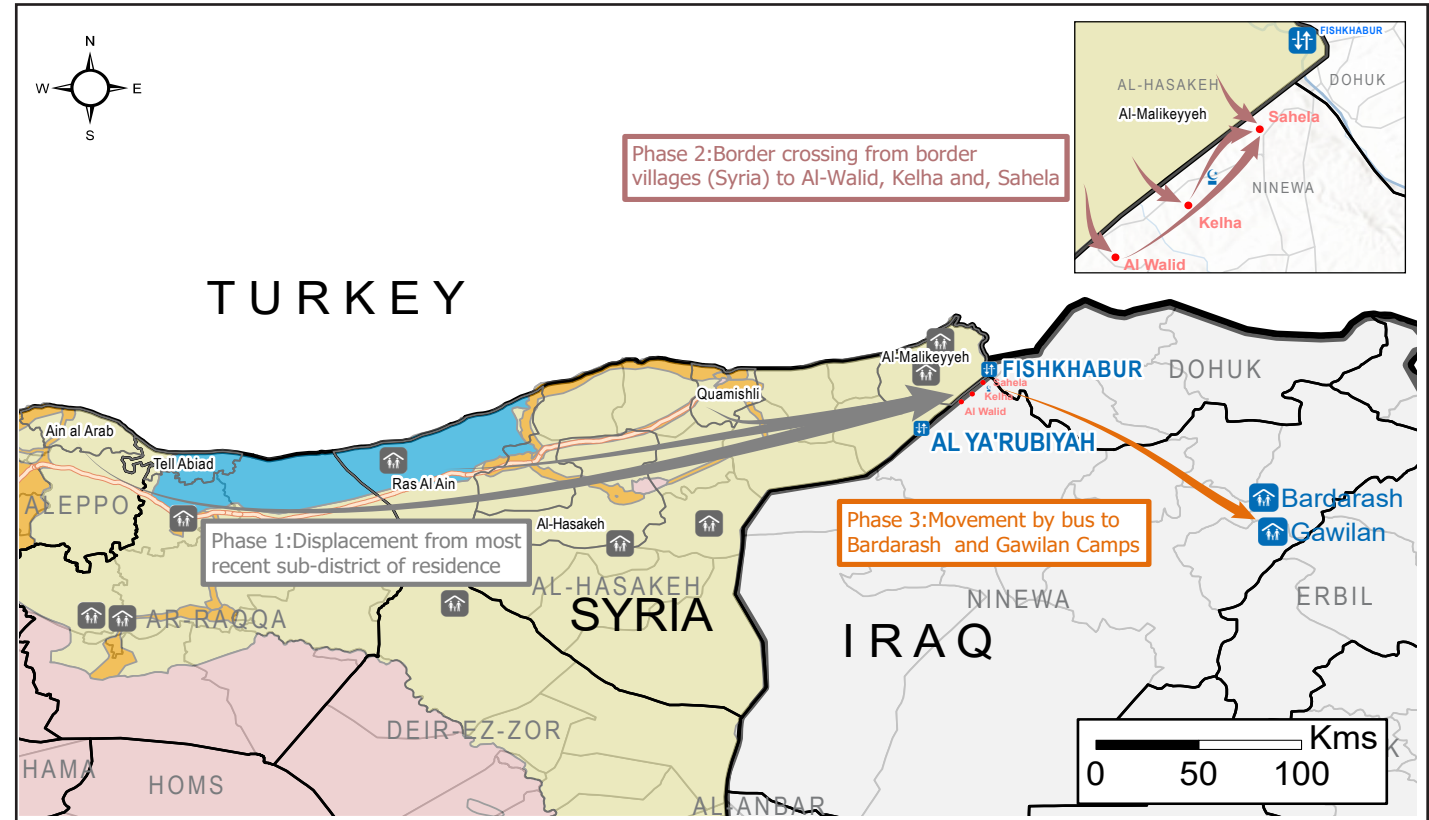 N
W
E
S
FISHKHABUR
DOHUK
AL-HASAKEH
Al-Malikeyyeh
Sahela
NINEWA
Kelha
Al Walid
Phase 2:Border crossing from border
villages (Syria) to Al-Walid, Kelha and, Sahela
TURKEY
Al-Malikeyyeh
FISHKHABUR
DOHUK
Sahela
Kelha
Al Walid
Quamishli
AL YA'RUBIYAH
Ain al Arab
Tell Abiad
Ras Al Ain
ALEPPO
Bardarash
Gawilan
Phase 1:Displacement from most
recent sub-district of residence
Al-Hasakeh
Phase 3:Movement by bus to
Bardarash and Gawilan Camps
AL-HASAKEH
SYRIA
NINEWA
ERBIL
AR-RAQQA
IRAQ
DEIR-EZ-ZOR
HAMA
HOMS
AL-ANBAR
Kms
0 50 100
K